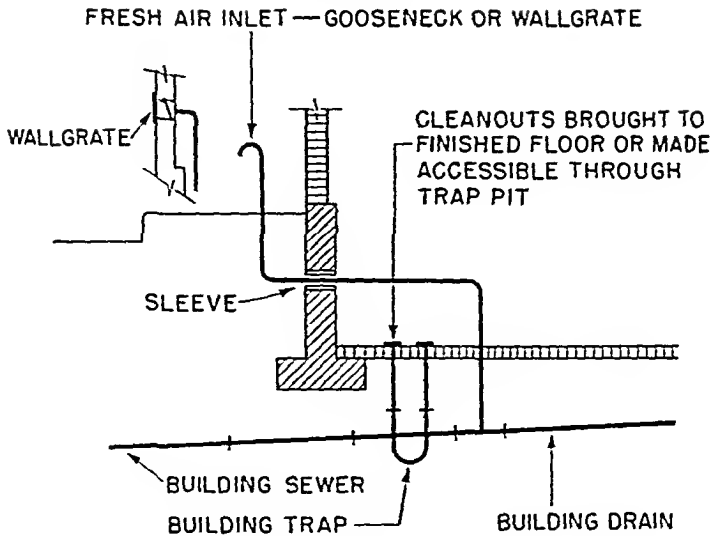 FRESH AIR INLET — GOOSENECK OR WALLGRATE
WALLGRATE
CLEANOUTS BROUGHT TO
FINISHED FLOOR OR MADE
ACCESSIBLE THROUGH
TRAP PIT
SLEEVE
BUILDING SEWER
BUILDING TRAP
BUILDING DRAIN